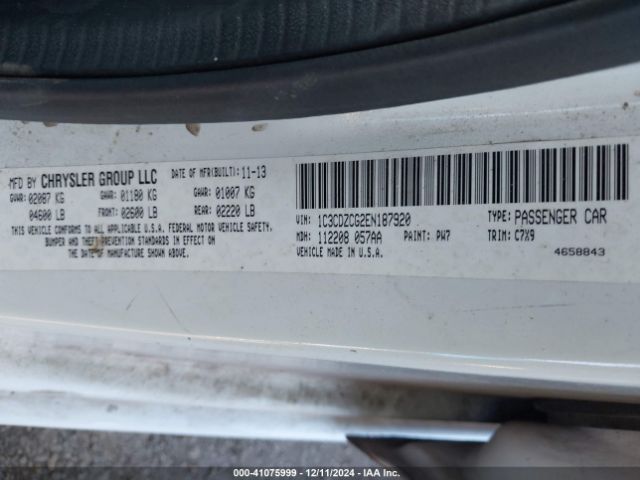 MFD BY CHRYSLER GROUP LLC DATE OF MFR(BUILT): 11-13
GVWR: 02087 KG GAWR: 01180 KG GAWR: 01007 KG
04600 LB FRONT: 02600 LB REAR: 02220 LB
THIS VEHICLE CONFORMS TO ALL APPLICABLE U.S.A. FEDERAL MOTOR VEHICLE SAFETY,
BUMPER AND THEFT PREVENTION STANDARDS IN EFFECT ON
THE DATE OF MANUFACTURE SHOWN ABOVE.
VIN: 1C3CDZCG2EN187920 TYPE: PASSENGER CAR
MDH: 112208 057AA PAINT: PW7 TRIM: C7X9
VEHICLE MADE IN U.S.A. 4658843
000-41075999 • 12/11/2024 • IAA Inc.